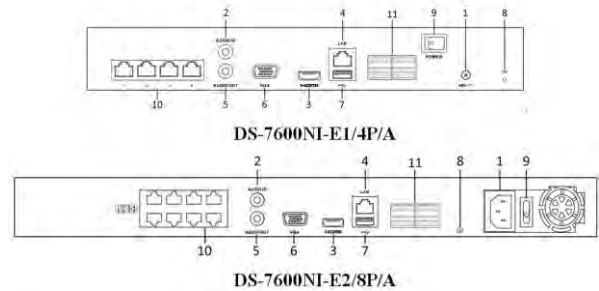 2 4 11 9 1 8
AUDIO IN LAN
POWER
10 AUDIO OUT VGA HDMI
5 6 3 7
DS-7600NI-E1/4P/A
2 4 11 8 1 9
AUDIO IN LAN
AUDIO OUT VGA HDMI
10 5 6 3 7
DS-7600NI-E2/8P/A